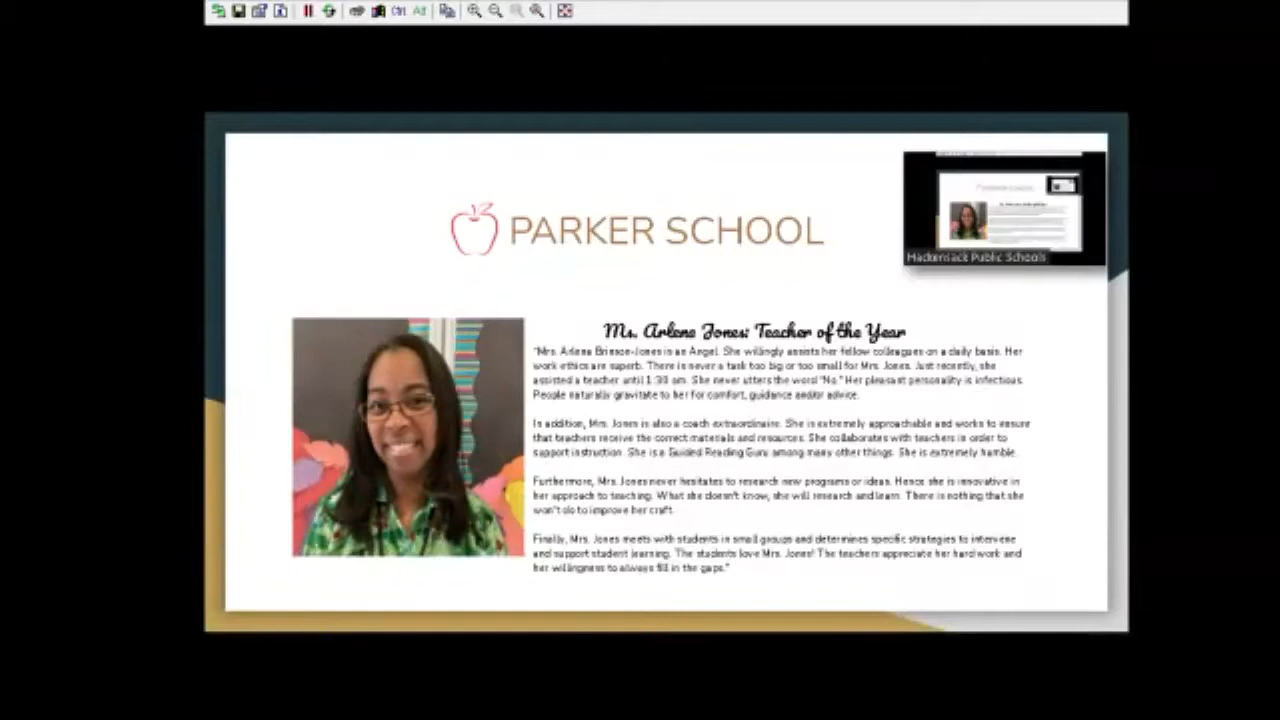 Ctrl Alt
PARKER SCHOOL
Hackensack Public Schools
Ms. Arlene Jones: Teacher of the Year
"Mrs. Arlene Brinson-Jones is an Angel. She willingly assists her fellow colleagues on a daily basis. Her
work ethics are superb. There is never a task too big or too small for Mrs. Jones. Just recently, she
assisted a teacher until 1:30 am. She never utters the word "No." Her pleasant personality is infectious.
People naturally gravitate to her for comfort, guidance and/or advice.
In addition, Mrs. Jones is also a coach extraordinaire. She is extremely approachable and works to ensure
that teachers receive the correct materials and resources. She collaborates with teachers in order to
support instruction. She is a Guided Reading Guru among many other things. She is extremely humble.
Furthermore, Mrs. Jones never hesitates to research new programs or ideas. Hence she is innovative in
her approach to teaching. What she doesn't know, she will research and learn. There is nothing that she
won't do to improve her craft.
Finally, Mrs. Jones meets with students in small groups and determines specific strategies to intervene
and support student learning. The students love Mrs. Jones! The teachers appreciate her hard work and
her willingness to always fill in the gaps."